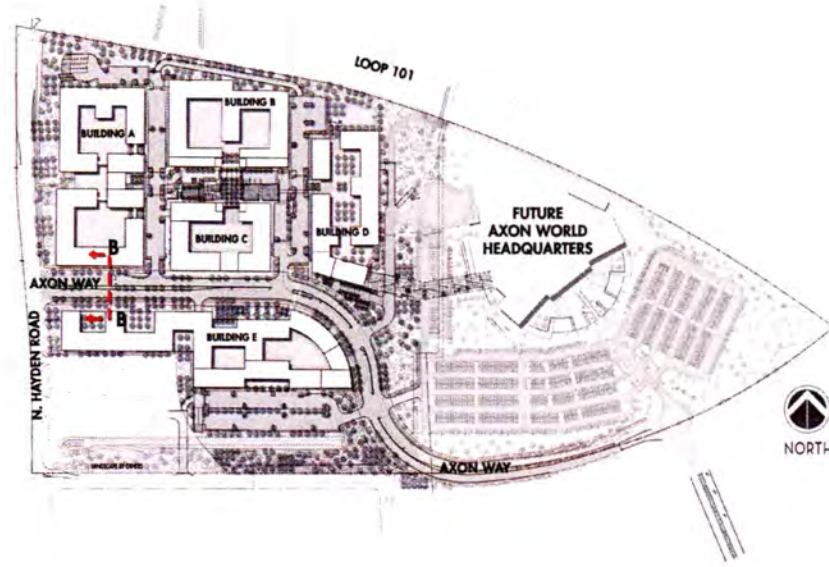 LOOP 101
BUILDING B
BUILDING A
FUTURE
AXON WORLD
HEADQUARTERS
BUILDING D
BUILDING C
B
AXON WAY
B
BUILDING E
N. HAYDEN ROAD
NORTH
AXON WAY